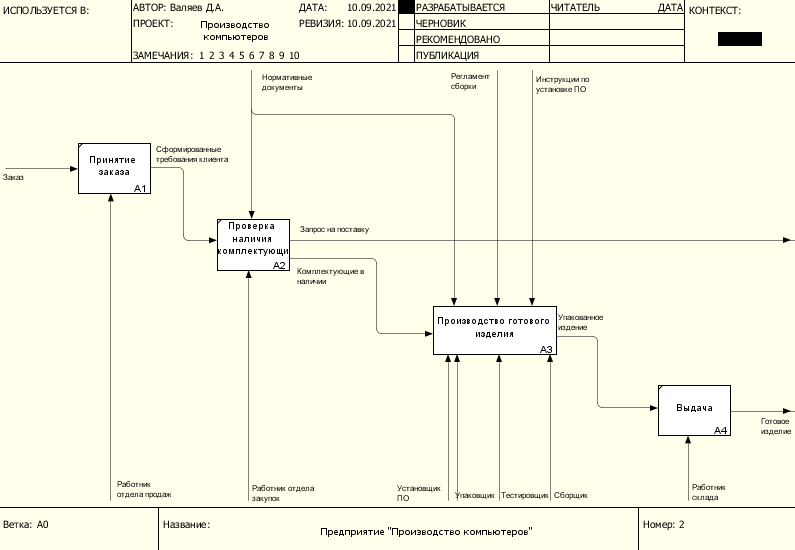 ИСПОЛЬЗУЕТСЯ В:
АВТОР: Валяев Д.А.
ДАТА: 10.09.2021
ПРОЕКТ: Производство
компьютеров
РЕВИЗИЯ: 10.09.2021
ЗАМЕЧАНИЯ: 1 2 3 4 5 6 7 8 9 10
РАЗРАБАТЫВАЕТСЯ
ЧЕРНОВИК
РЕКОМЕНДОВАНО
ПУБЛИКАЦИЯ
ЧИТАТЕЛЬ
ДАТА
КОНТЕКСТ:
Нормативные
документы
Регламент
сборки
Инструкции по
установке ПО
Заказ
Принятие
заказа
A1
Сформированные
требования клиента
Проверка
наличия
комплектующи
A2
Запрос на поставку
Комплектующие в
наличии
Производство готового
изделия
A3
Упакованное
издение
Выдача
A4
Готовое
изделие
Работник
отдела продаж
Работник отдела
закупок
Установщик
ПО
Упаковщик
Тестировщик
Сборщик
Работник
склада
Ветка: A0
Название:
Предприятие "Производство компьютеров"
Номер: 2